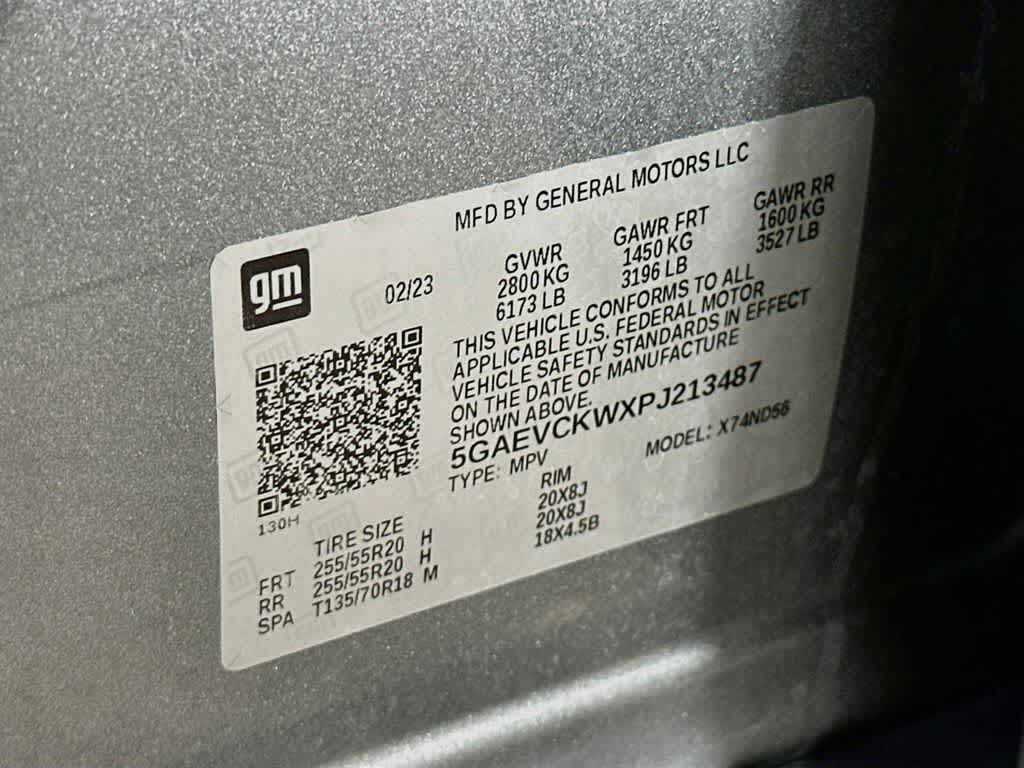 MFD BY GENERAL MOTORS LLC
gm
02/23
GVWR
2800 KG
6173 LB
GAWR FRT
1450 KG
3196 LB
GAWR RR
1600 KG
3527 LB
THIS VEHICLE CONFORMS TO ALL
APPLICABLE U.S. FEDERAL MOTOR
VEHICLE SAFETY STANDARDS IN EFFECT
ON THE DATE OF MANUFACTURE
SHOWN ABOVE.
5GAEVCKWXPJ213487
TYPE: MPV
MODEL: X74ND56
130H
TIRE SIZE RIM
FRT 255/55R20 H 20X8J
RR 255/55R20 H 20X8J
SPA T135/70R18 M 18X4.5B